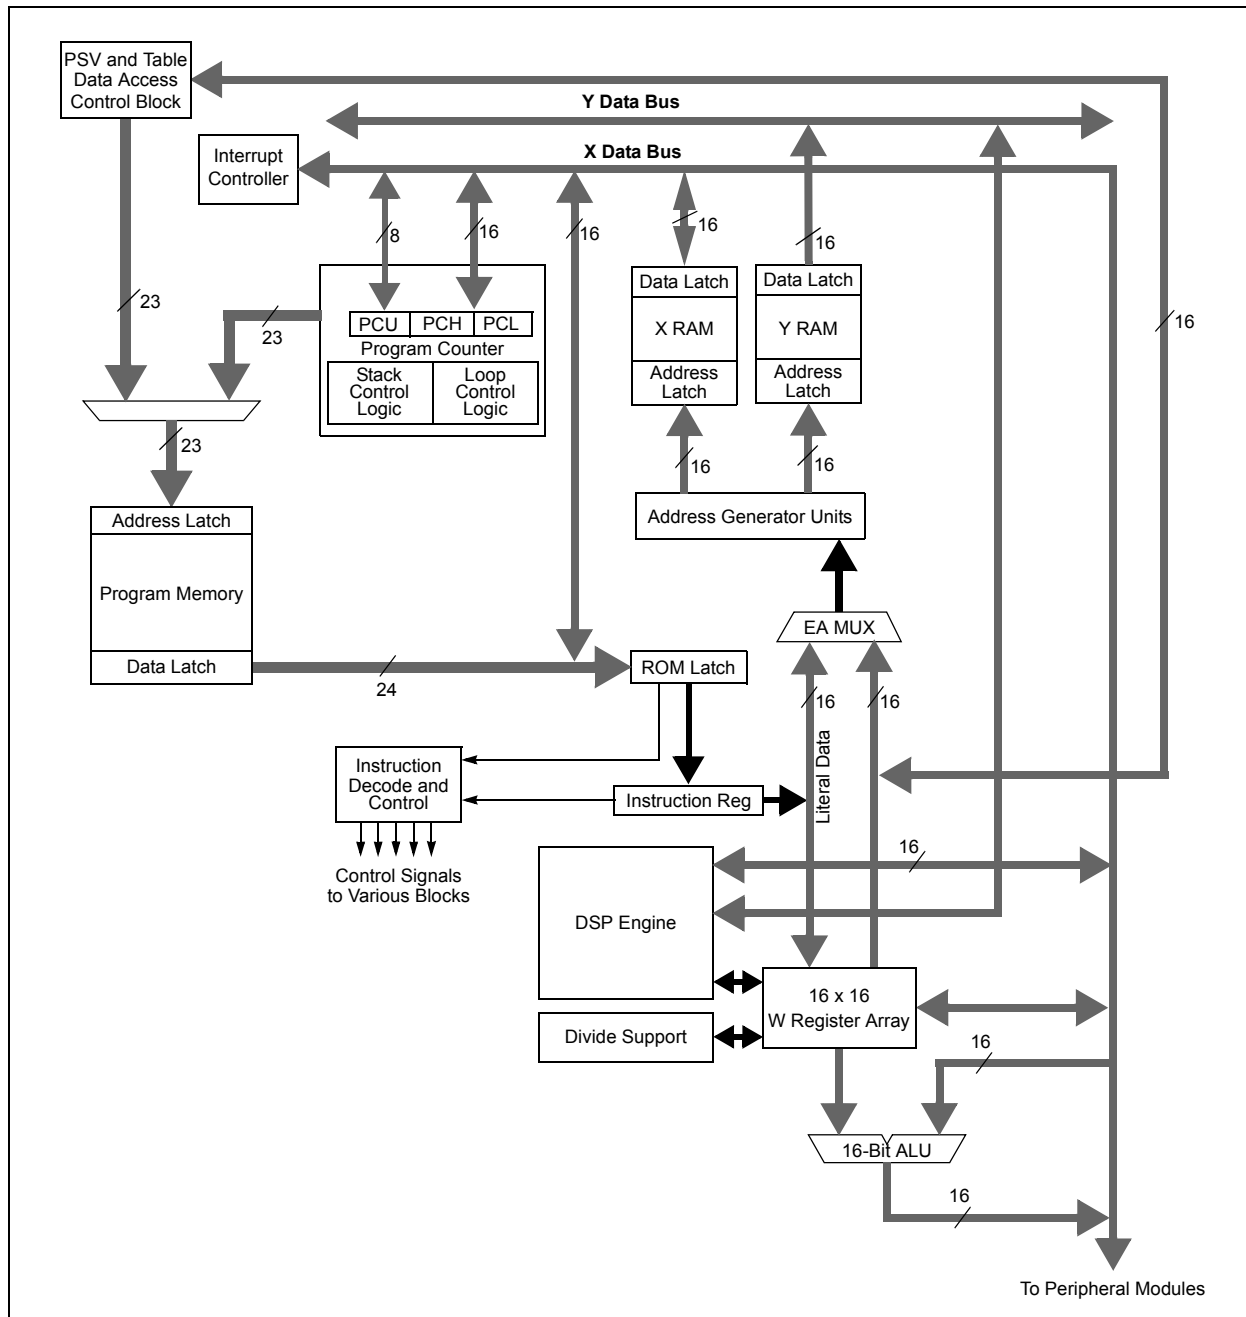 PSV and Table
Data Access
Control Block
Y Data Bus
Interrupt
Controller
X Data Bus
8
16
16
16
16
23
23
16
Data Latch
X RAM
Address
Latch
Data Latch
Y RAM
Address
Latch
PCU
PCH
PCL
Program Counter
Stack
Control
Logic
Loop
Control
Logic
23
16
16
Address Latch
Program Memory
Data Latch
Address Generator Units
EA MUX
24
ROM Latch
16
16
Literal Data
Instruction
Decode and
Control
Instruction Reg
Control Signals
to Various Blocks
16
DSP Engine
16 x 16
W Register Array
Divide Support
16
16-Bit ALU
16
To Peripheral Modules